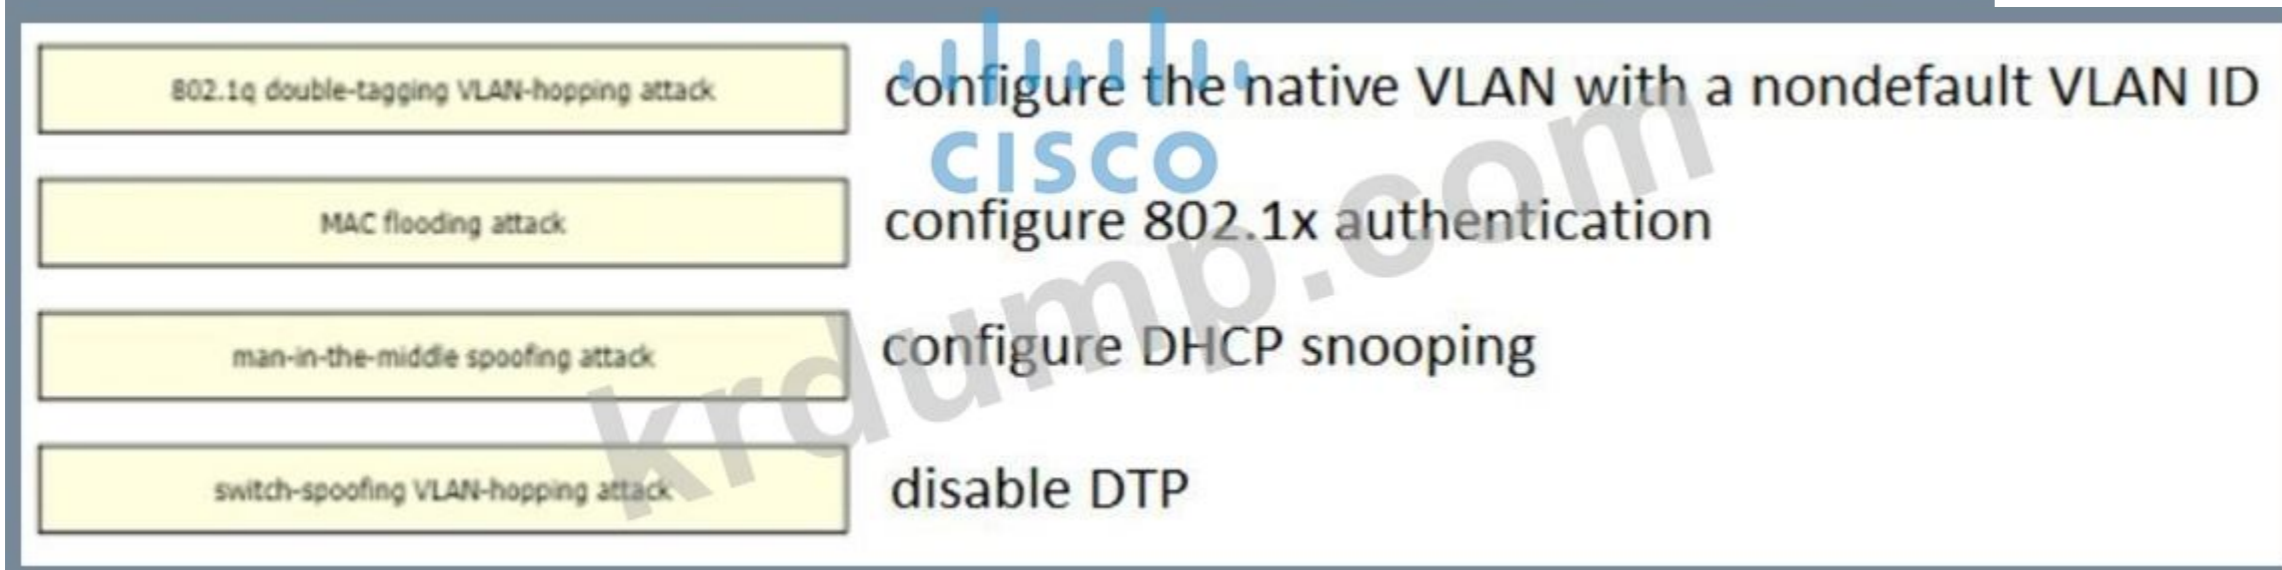 802.1q double-tagging VLAN-hopping attack
configure the native VLAN with a nondefault VLAN ID
CISCO
MAC flooding attack
configure 802.1x authentication
man-in-the-middle spoofing attack
configure DHCP snooping
switch-spoofing VLAN-hopping attack
disable DTP
krdump.com